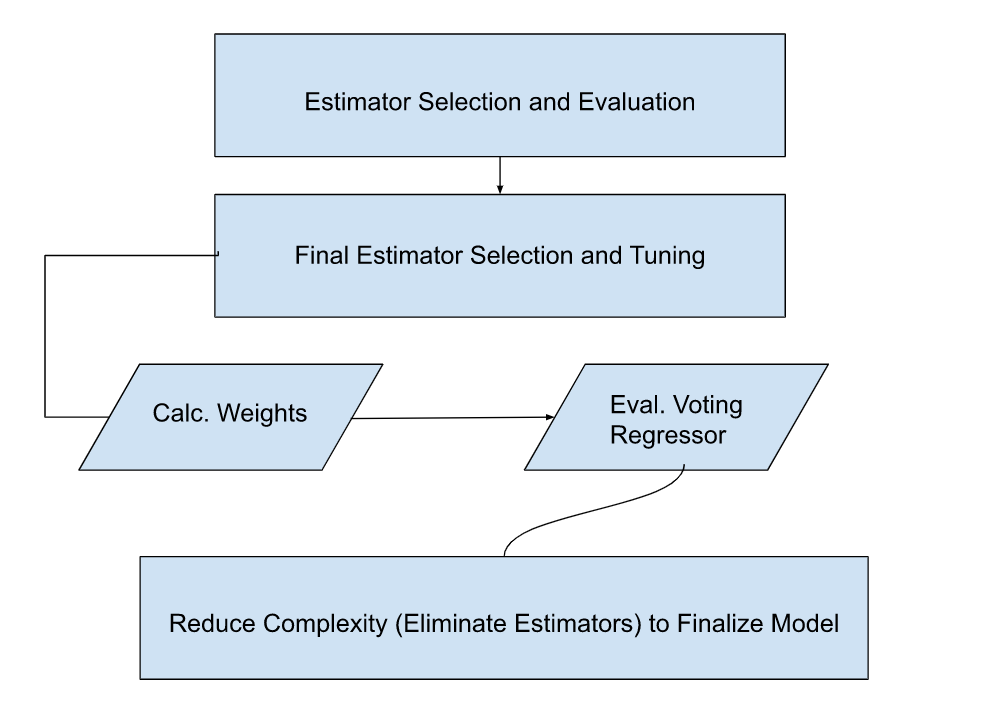 Estimator Selection and Evaluation
Final Estimator Selection and Tuning
Calc. Weights
Eval. Voting
Regressor
Reduce Complexity (Eliminate Estimators) to Finalize Model